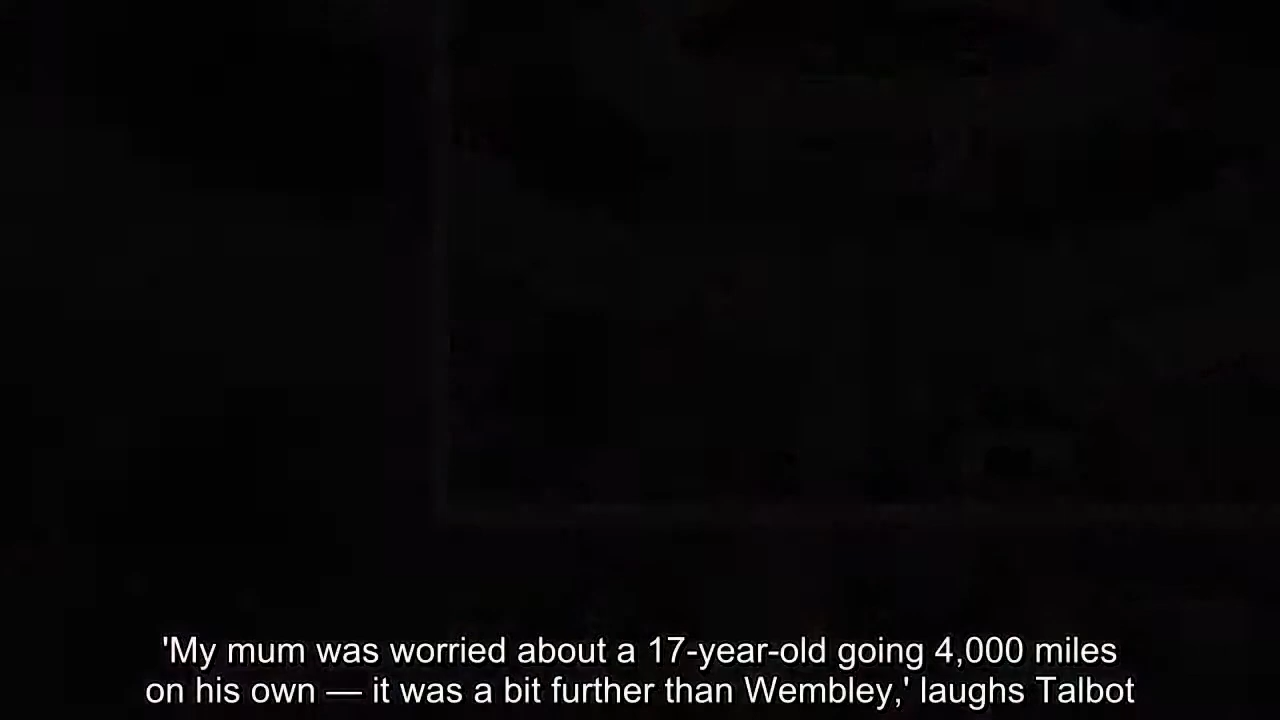 'My mum was worried about a 17-year-old going 4,000 miles
on his own — it was a bit further than Wembley,' laughs Talbot